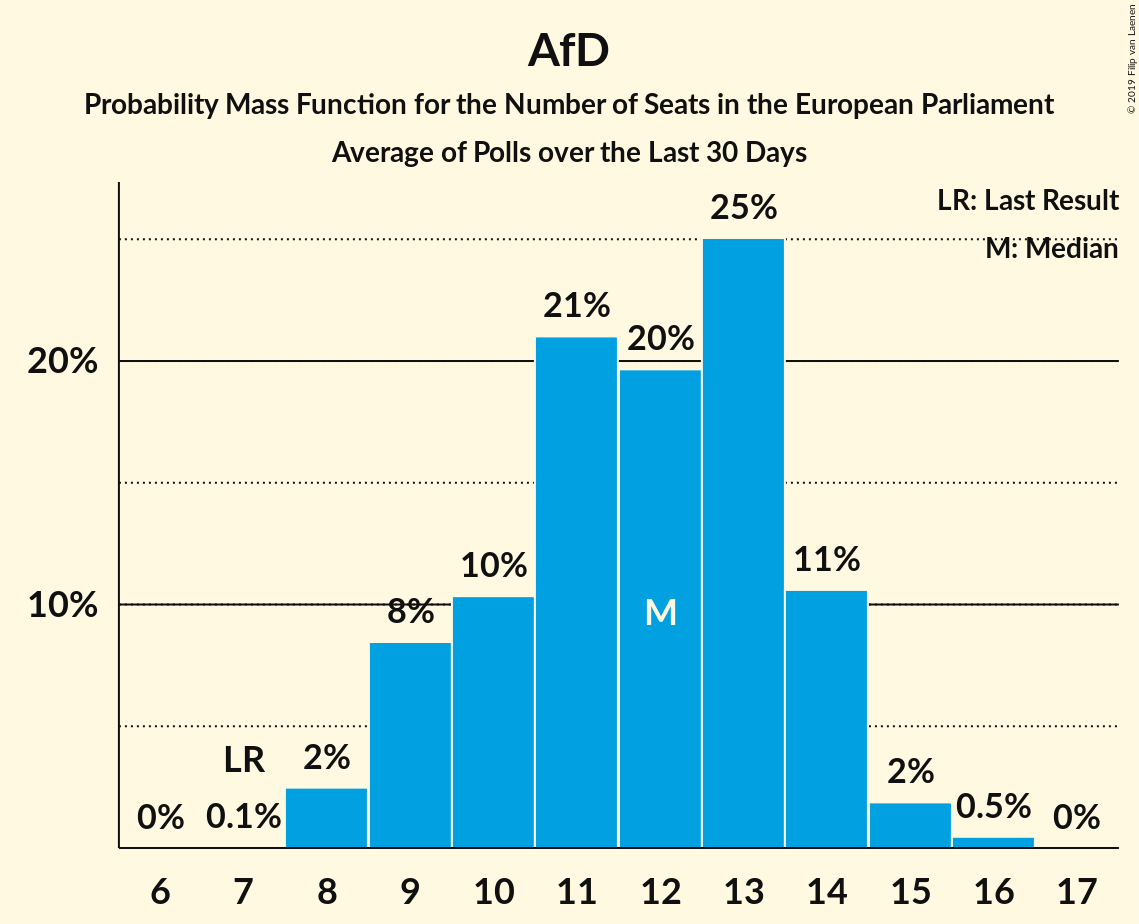 AfD
Probability Mass Function for the Number of Seats in the European Parliament
Average of Polls over the Last 30 Days
© 2019 Filip van Laenen
LR: Last Result
M: Median
25%
21%
20%
20%
10%
11%
10%
8%
M
LR
2%
2%
0%
0.1%
0.5%
0%
6 7 8 9 10 11 12 13 14 15 16 17